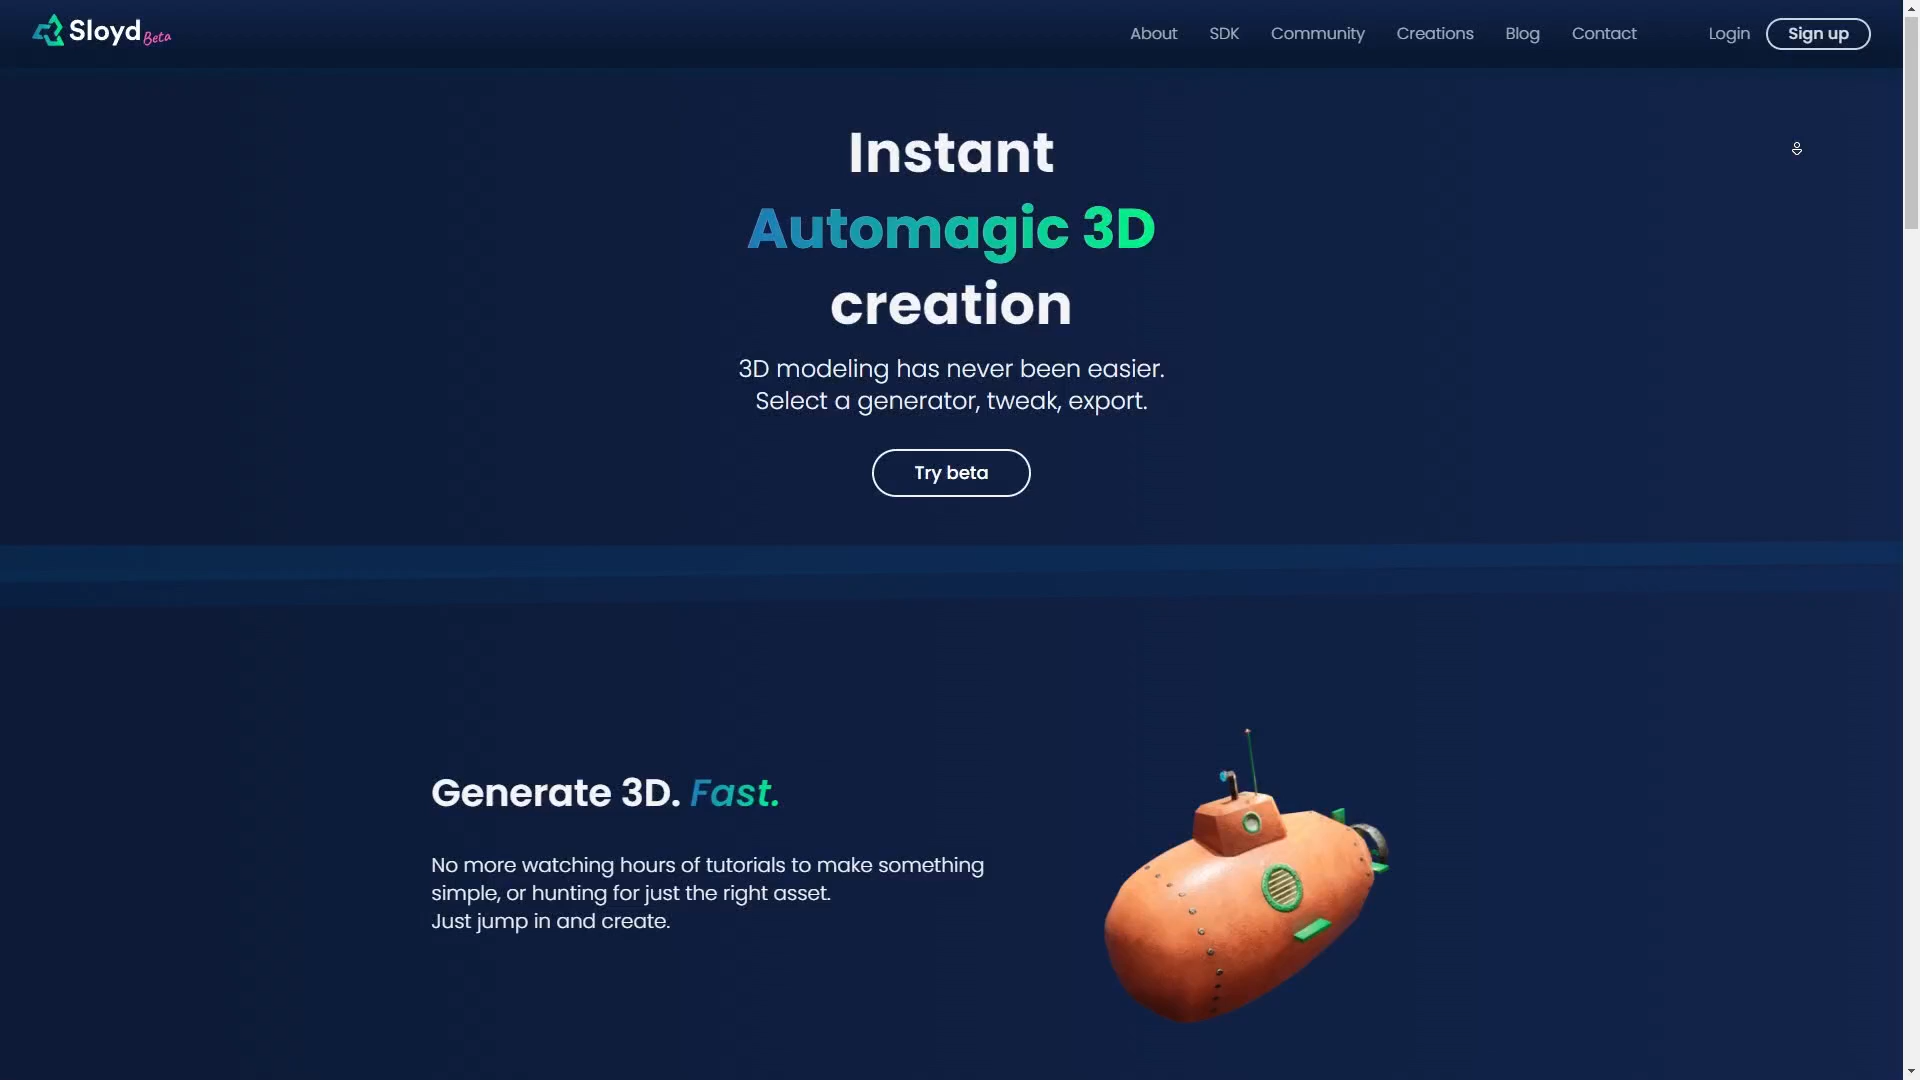 Sloyd Beta
About SDK Community Creations Blog Contact Login Sign up
Instant
Automagic 3D
creation
3D modeling has never been easier.
Select a generator, tweak, export.
Try beta
Generate 3D. Fast.
No more watching hours of tutorials to make something
simple, or hunting for just the right asset.
Just jump in and create.